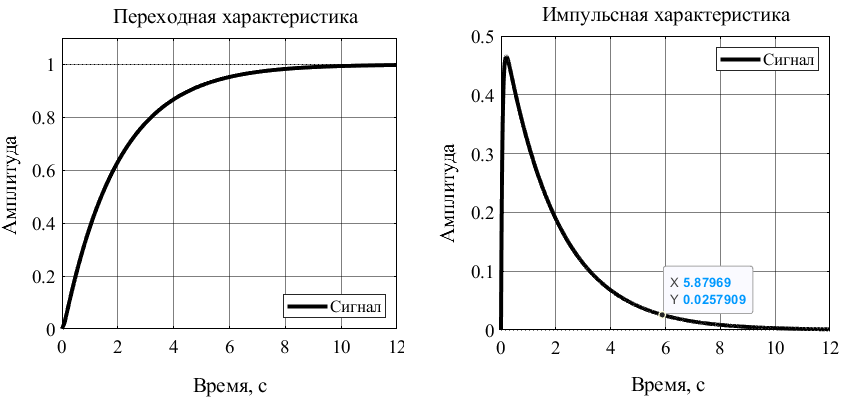 Переходная характеристика
Амплитуда
1
0.8
0.6
0.4
0.2
0
0 2 4 6 8 10 12
Сигнал
Время, с
Импульсная характеристика
Амплитуда
0.5
0.4
0.3
0.2
0.1
0
0 2 4 6 8 10 12
Сигнал
X 5.87969
Y 0.0257909
Время, с